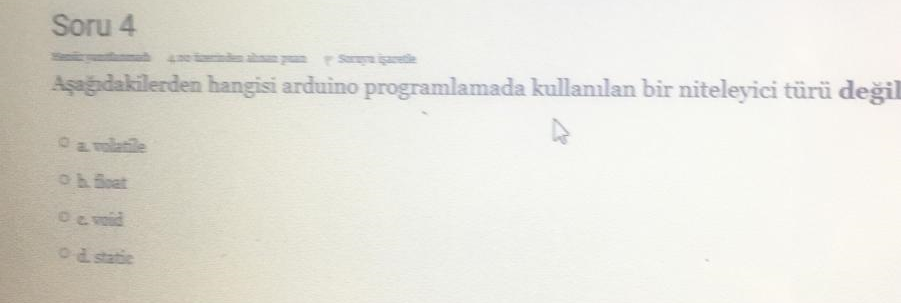 Soru 4
Henüz yanıtlanmadı 4,00 üzerinden alınan puan Soruyu işaretle
Aşağıdakilerden hangisi arduino programlamada kullanılan bir niteleyici türü değil
a. volatile
b. float
c. void
d. static